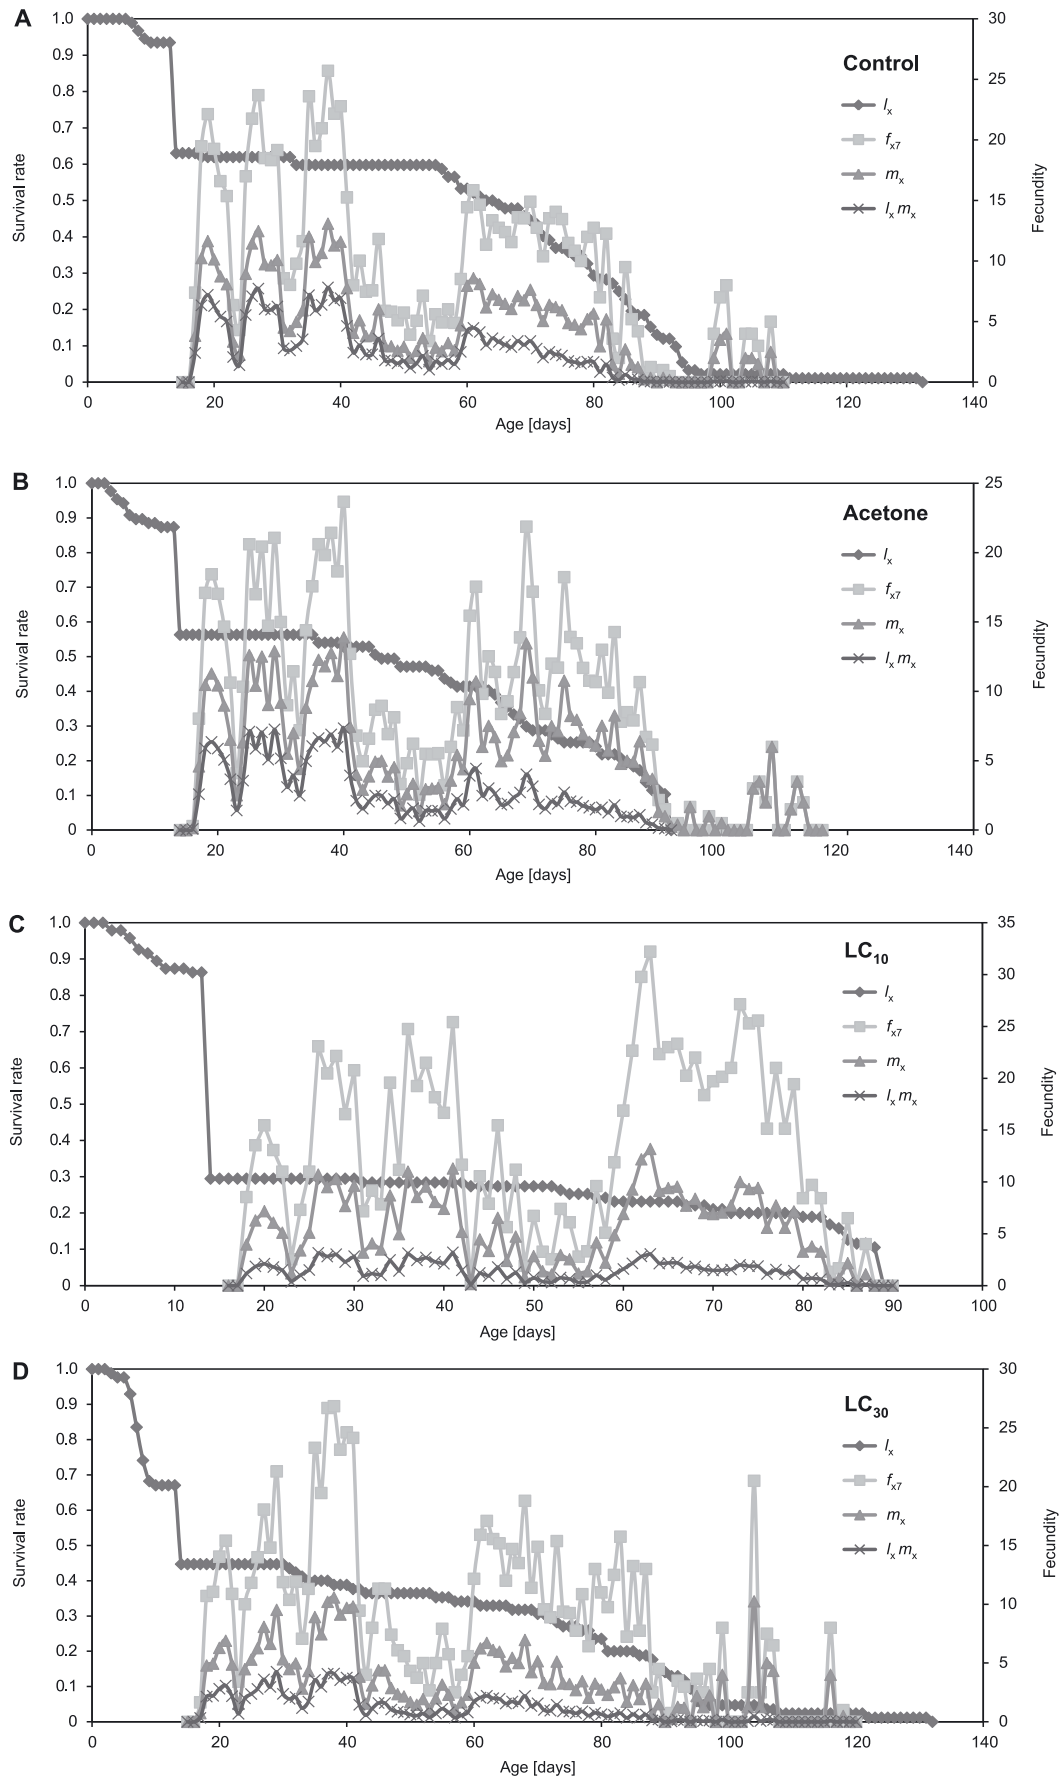 A
Control
lx
fx7
mx
lx mx
1.0
0.9
0.8
0.7
0.6
0.5
0.4
0.3
0.2
0.1
0
30
25
20
15
10
5
0
Survival rate
Fecundity
0 20 40 60 80 100 120 140
Age [days]
B
Acetone
lx
fx7
mx
lx mx
1.0
0.9
0.8
0.7
0.6
0.5
0.4
0.3
0.2
0.1
0
25
20
15
10
5
0
Survival rate
Fecundity
0 20 40 60 80 100 120 140
Age [days]
C
LC10
lx
fx7
mx
lx mx
1.0
0.9
0.8
0.7
0.6
0.5
0.4
0.3
0.2
0.1
0
35
30
25
20
15
10
5
0
Survival rate
Fecundity
0 10 20 30 40 50 60 70 80 90 100
Age [days]
D
LC30
lx
fx7
mx
lx mx
1.0
0.9
0.8
0.7
0.6
0.5
0.4
0.3
0.2
0.1
0
30
25
20
15
10
5
0
Survival rate
Fecundity
0 20 40 60 80 100 120 140
Age [days]